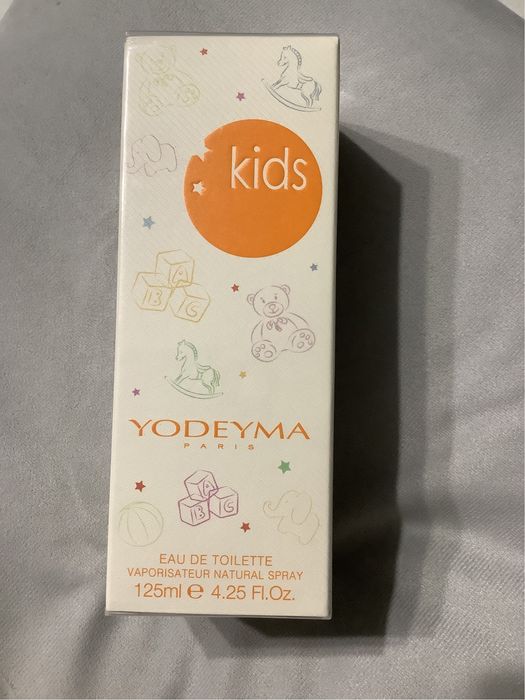 kids
A
B C
YODEYMA
PARIS
A
B C
EAU DE TOILETTE
VAPORISATEUR NATURAL SPRAY
125ml e 4.25 Fl.Oz.